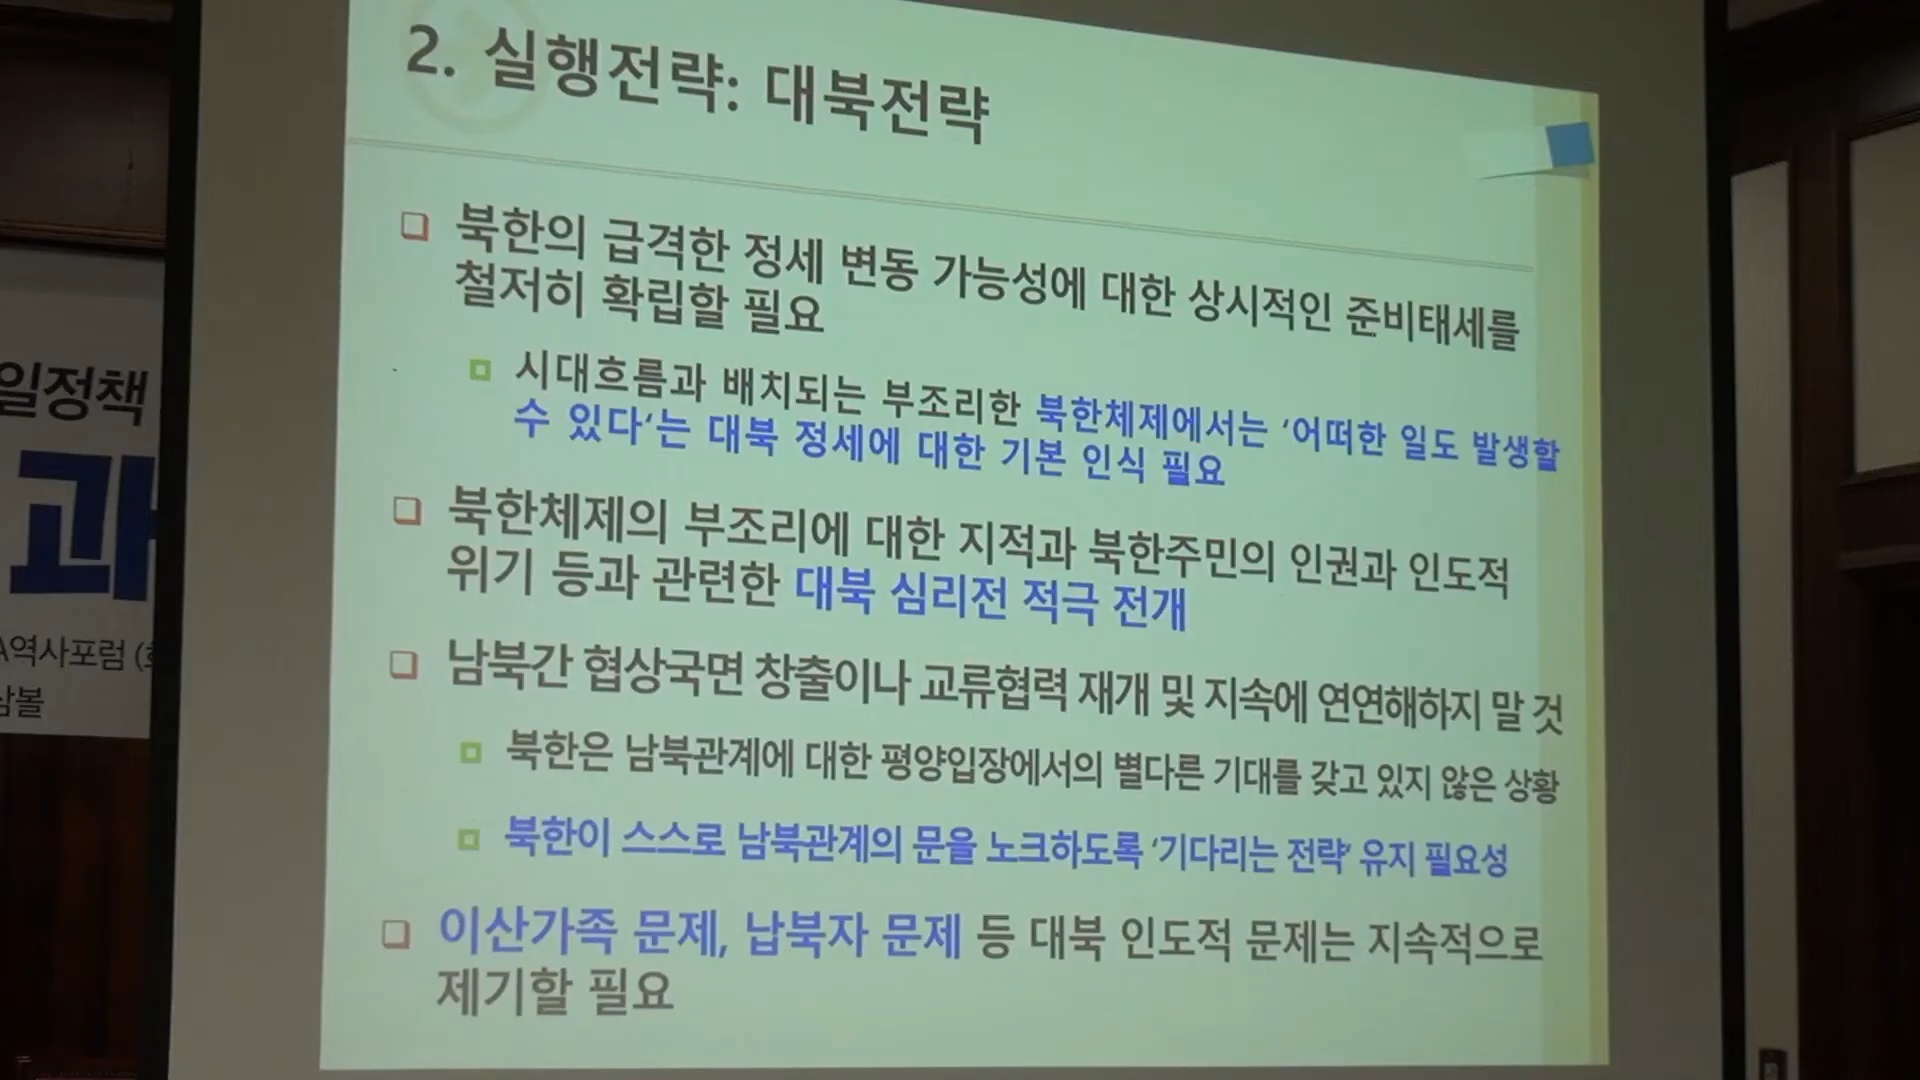 2. 실행전략: 대북전략
❑ 북한의 급격한 정세 변동 가능성에 대한 상시적인 준비태세를
철저히 확립할 필요
시대흐름과 배치되는 부조리한 북한체제에서는 ‘어떠한 일도 발생할
수 있다‘는 대북 정세에 대한 기본 인식 필요
❑ 북한체제의 부조리에 대한 지적과 북한주민의 인권과 인도적
위기 등과 관련한 대북 심리전 적극 전개
❑ 남북간 협상국면 창출이나 교류협력 재개 및 지속에 연연해하지 말 것
북한은 남북관계에 대한 평양입장에서의 별다른 기대를 갖고 있지 않은 상황
북한이 스스로 남북관계의 문을 노크하도록 ‘기다리는 전략’ 유지 필요성
❑ 이산가족 문제, 납북자 문제 등 대북 인도적 문제는 지속적으로
제기할 필요
일정책
과
A역사포럼
삼볼